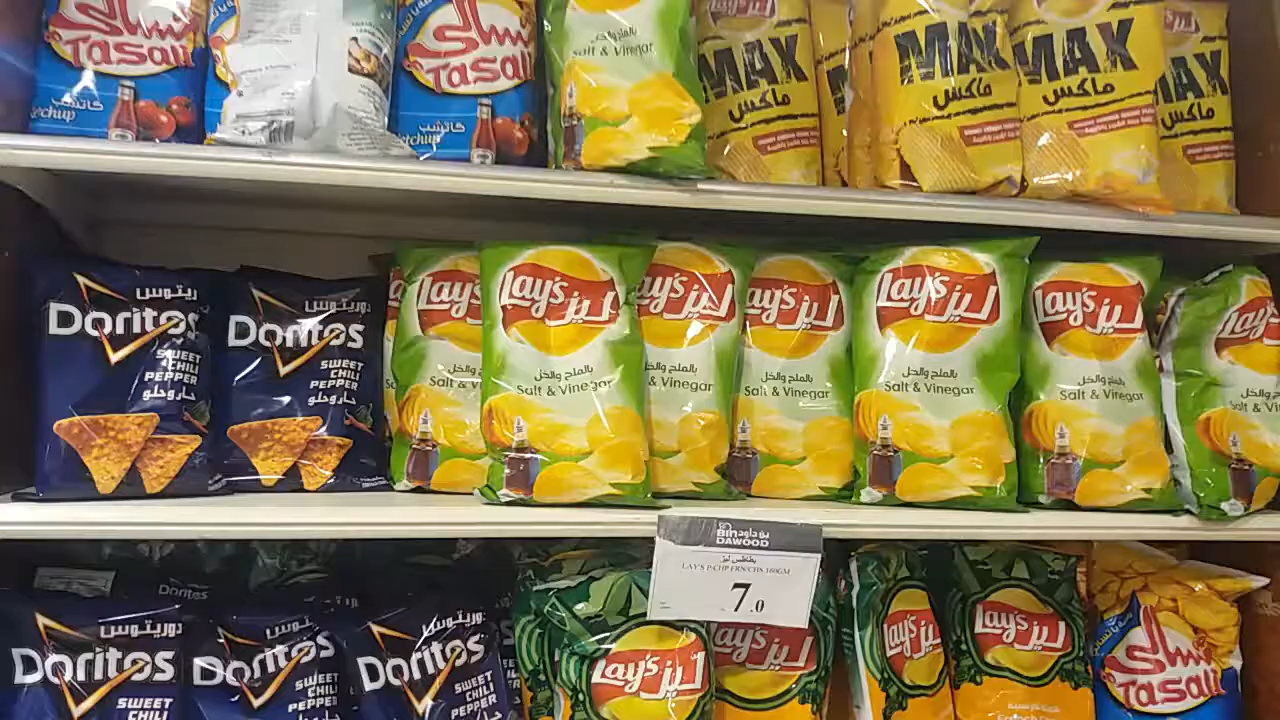 تسالي
Tasali
كاتشب
Ketchup
تسالي
Tasali
كاتشب
etchup
بالملح والخل
Salt & Vinegar
Lay's
MAX
ماكس
MAX
ماكس
MAX
ماكس
MAX
دوريتوس
Doritos
SWEET
CHILI
PEPPER
حار وحلو
دوريتوس
Doritos
SWEET
CHILI
PEPPER
حار وحلو
Lay's
Salt & V
Lay's ليز
بالملح والخل
Salt & Vinegar
Lay's ليز
والخل
& Vinegar
Lay's ليز
بالملح والخل
Salt & Vinegar
Lay's ليز
بالملح والخل
Salt & Vinegar
Lay's ليز
بالملح والخل
Salt & Vinegar
Lay's
بن داود
BIN
DAWOOD
بطاطس ليز
LAY'S P.CHP FRN/CHS 160GM
7.0
Doritos
دوريتوس
Doritos
SWEET
CHILI
Doritos
SWEET
CHILI
PEPPER
دوريتوس
Doritos
SWEET
CHILI
PEPPER
Lay's ليز
Lay's ليز
Lay's ليز
Lay's ليز
تسالي
Tasali